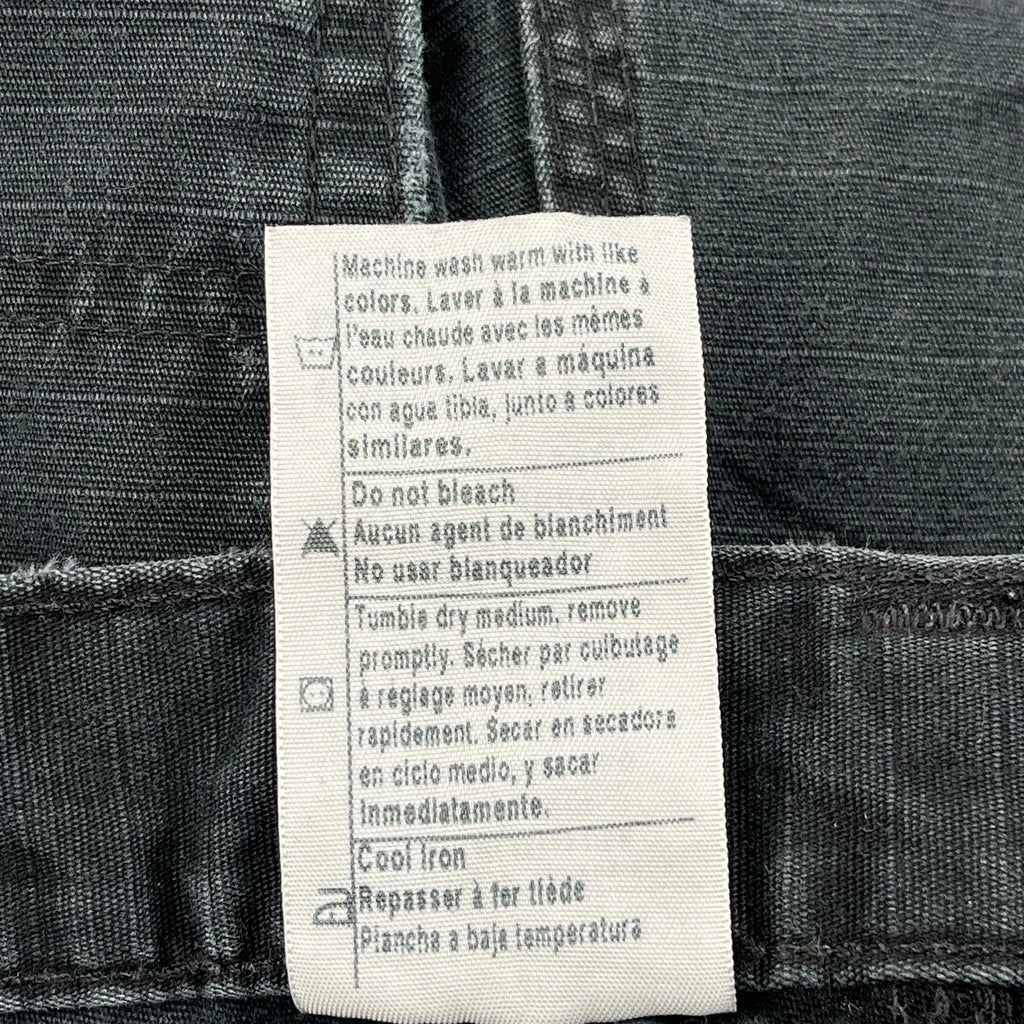 Machine wash warm with like
colors. Laver à la machine à
l'eau chaude avec les mêmes
couleurs. Lavar a máquina
con agua tibia, junto a colores
similares.
Do not bleach
Aucun agent de blanchiment
No usar blanqueador
Tumble dry medium, remove
promptly. Sécher par culbutage
à réglage moyen, retirer
rapidement. Secar en secadora
en ciclo medio, y sacar
inmediatamente.
Cool iron
Repasser à fer tiède
Plancha a baja temperatura